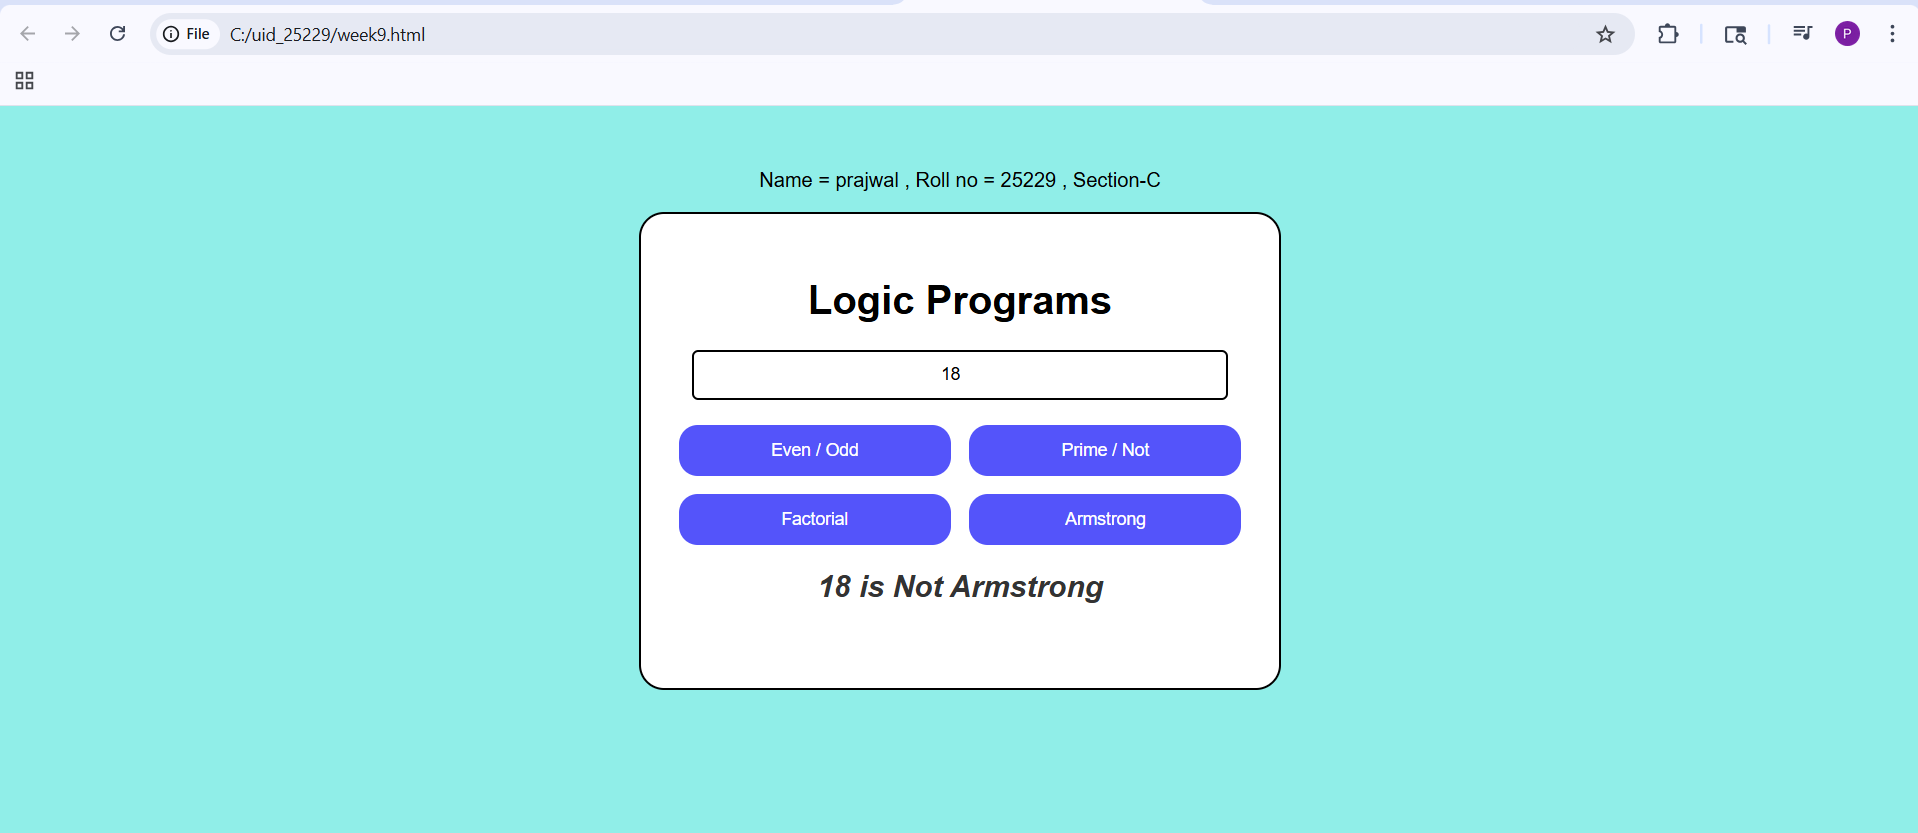 File C:/uid_25229/week9.html
P
Name = prajwal , Roll no = 25229 , Section-C
Logic Programs
18
Even / Odd Prime / Not
Factorial Armstrong
18 is Not Armstrong